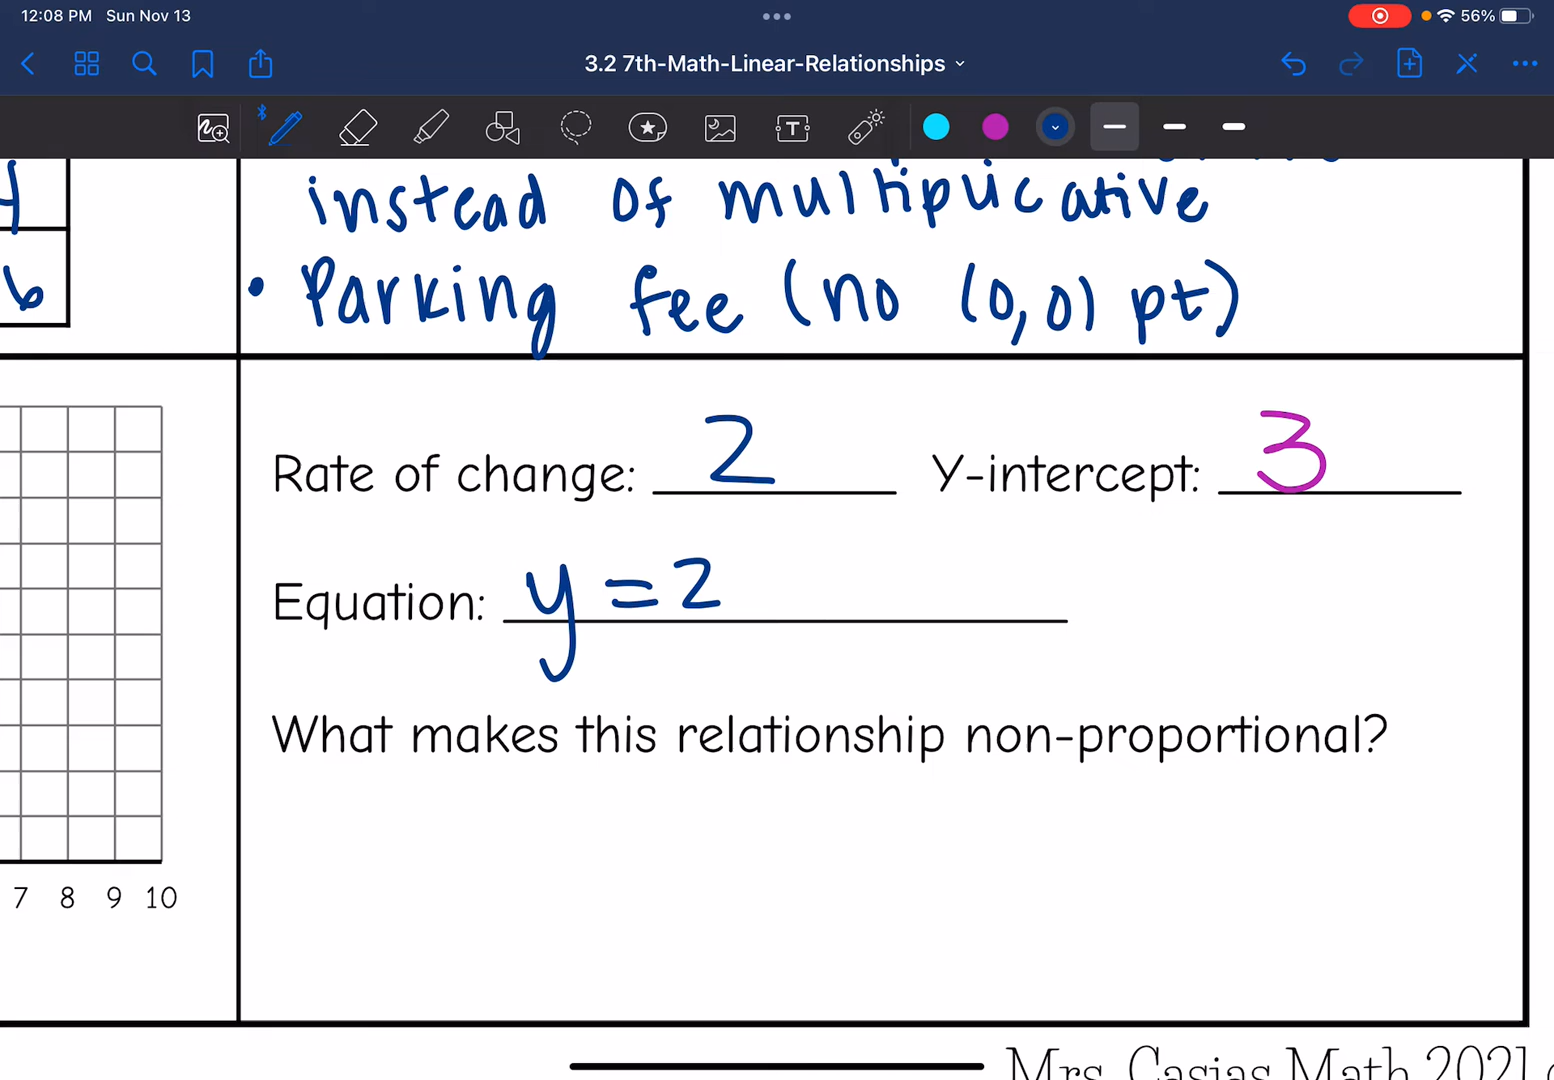 12:08 PM Sun Nov 13
56%
3.2 7th-Math-Linear-Relationships
T
instead of multiplicative
6
• Parking fee (no (0,0) pt)
Rate of change: 2 Y-intercept: 3
Equation: y = 2
What makes this relationship non-proportional?
7 8 9 10
Mrs. Casias Math 2021